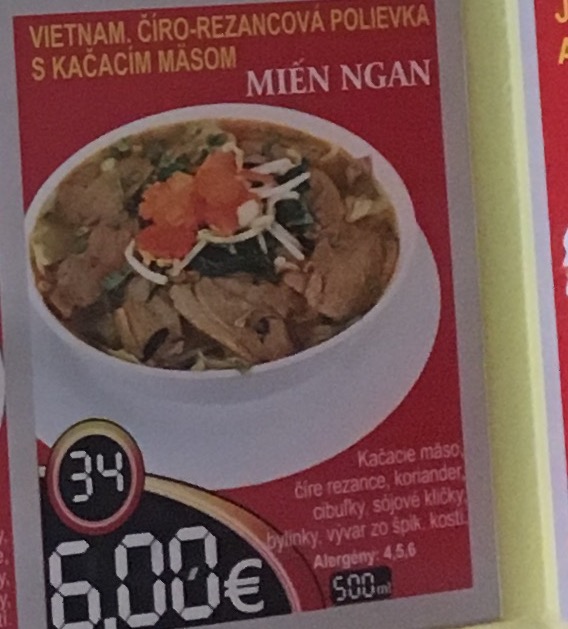 VIETNAM. ČÍRO-REZANCOVÁ POLIEVKA
S KAČACÍM MÄSOM
MIẾN NGAN
Kačacie mäso,
číre rezance, koriander,
cibuľky, sójové klíčky,
bylinky, vývar zo špik. kostí.
Alergény: 4,5,6
34
6,00€
500ml